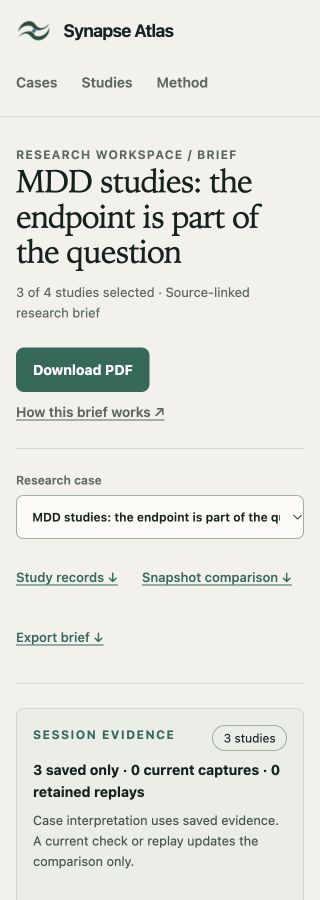 Synapse Atlas
Cases Studies Method
RESEARCH WORKSPACE / BRIEF
MDD studies: the
endpoint is part of
the question
3 of 4 studies selected · Source-linked
research brief
Download PDF
How this brief works ↗
Research case
MDD studies: the endpoint is part of the q
Study records ↓ Snapshot comparison ↓
Export brief ↓
SESSION EVIDENCE 3 studies
3 saved only · 0 current captures · 0
retained replays
Case interpretation uses saved evidence.
A current check or replay updates the
comparison only.